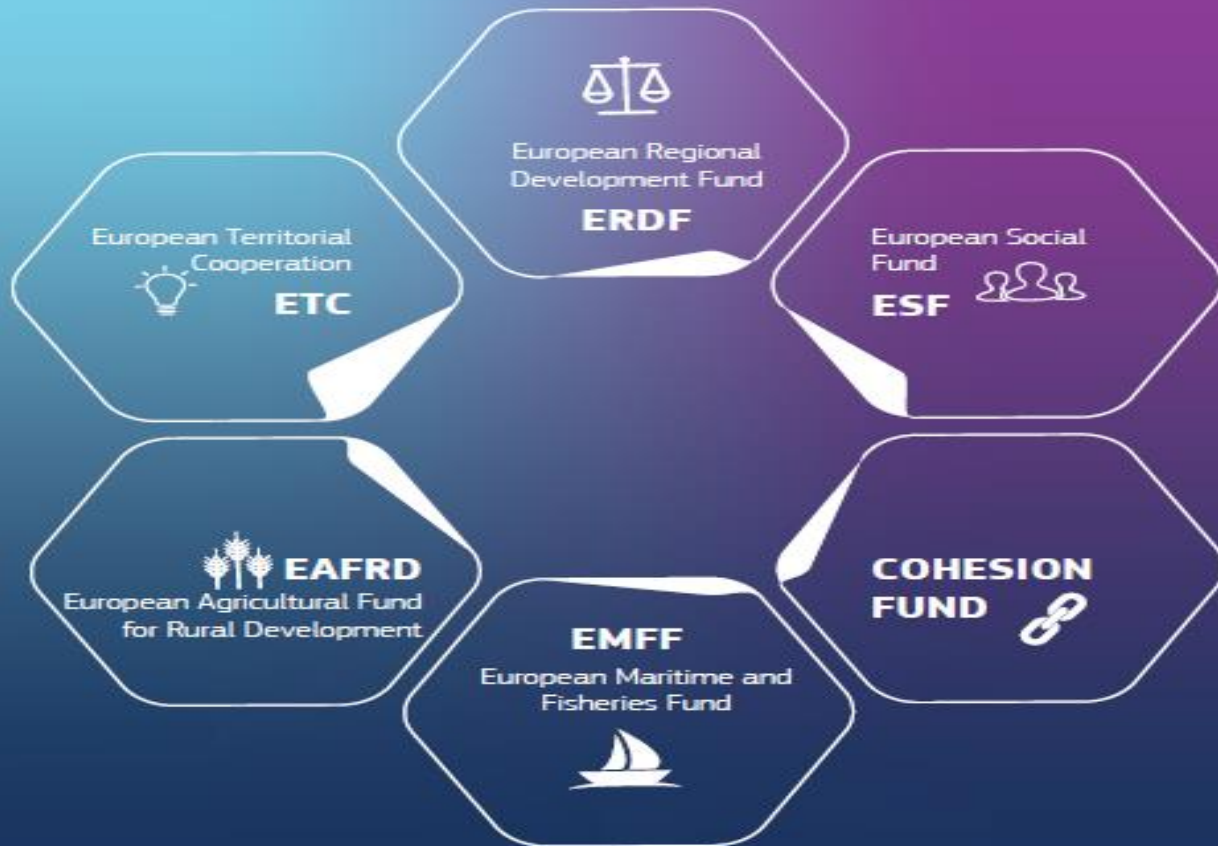 European Regional
Development Fund
ERDF
European Territorial
Cooperation
ETC
European Social
Fund
ESF
EAFRD
European Agricultural Fund
for Rural Development
COHESION
FUND
EMFF
European Maritime and
Fisheries Fund